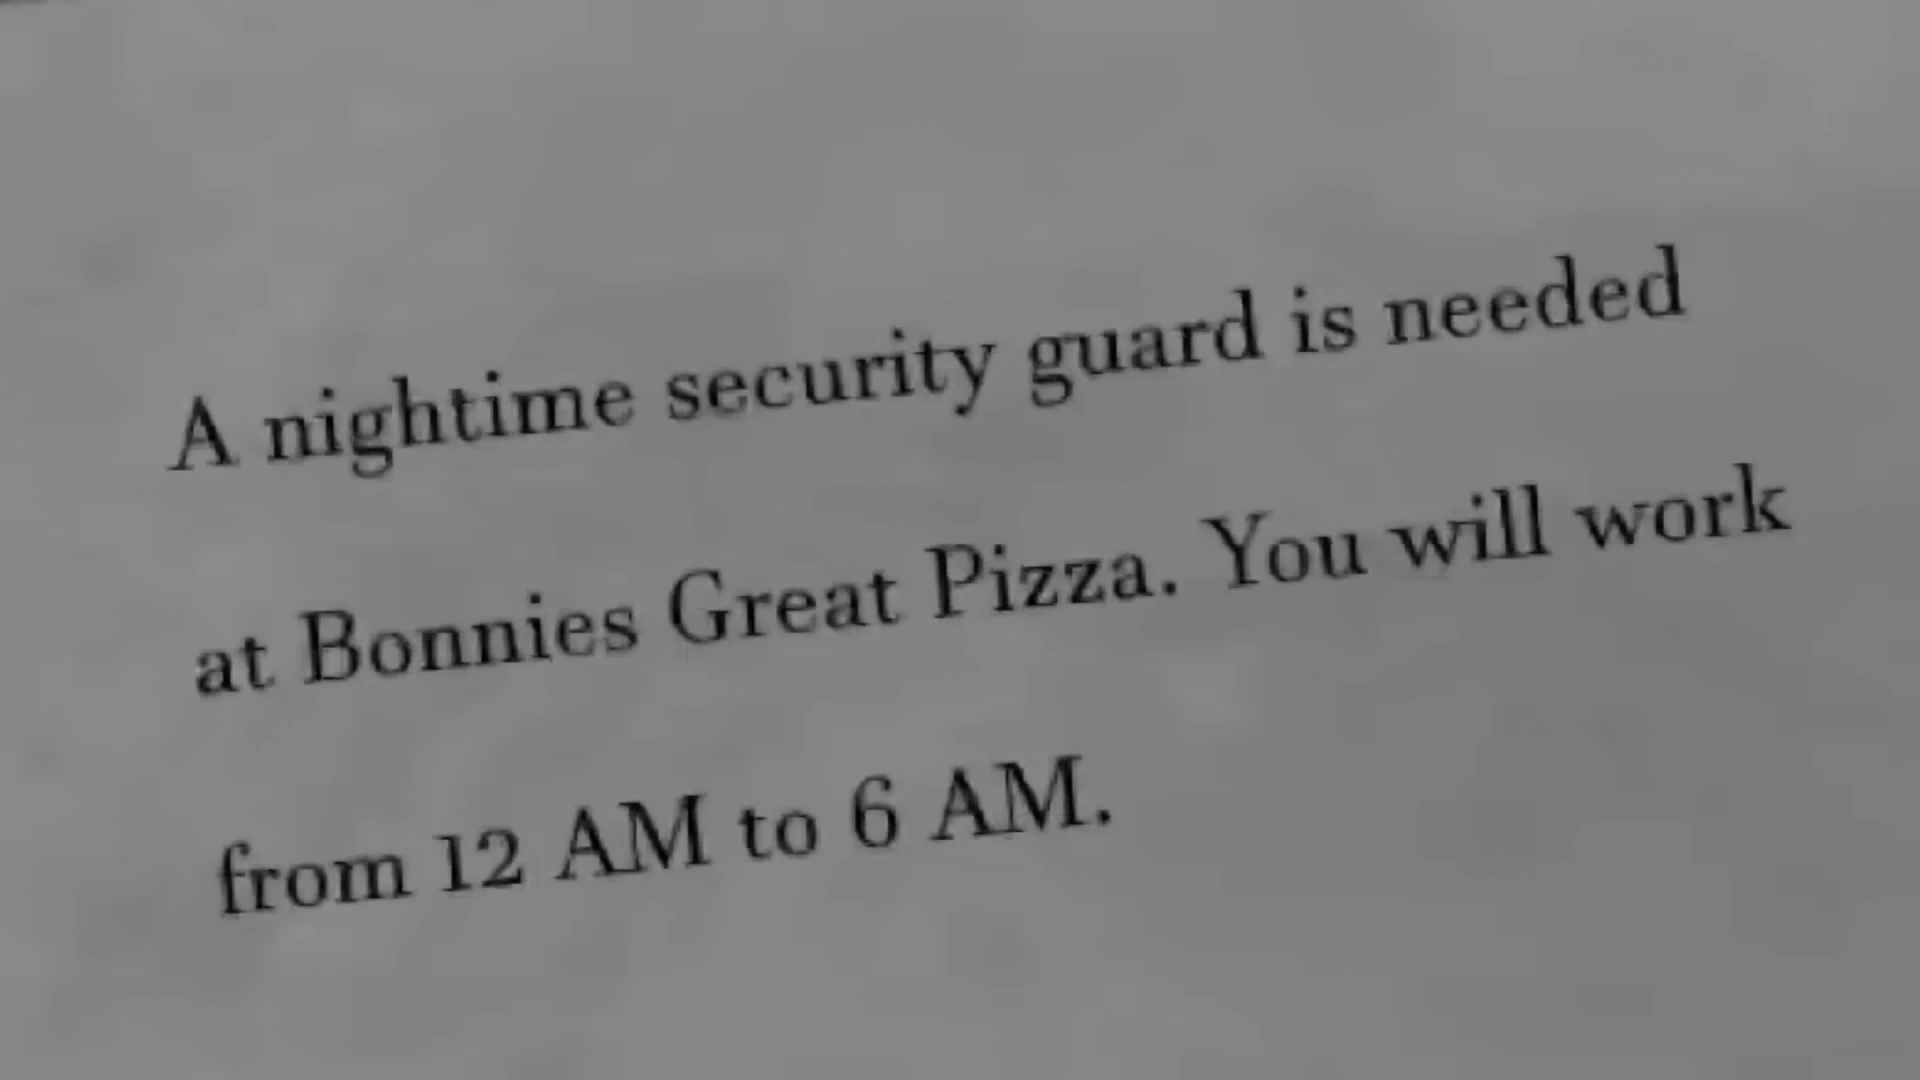 A nightime security guard is needed
at Bonnies Great Pizza. You will work
from 12 AM to 6 AM.